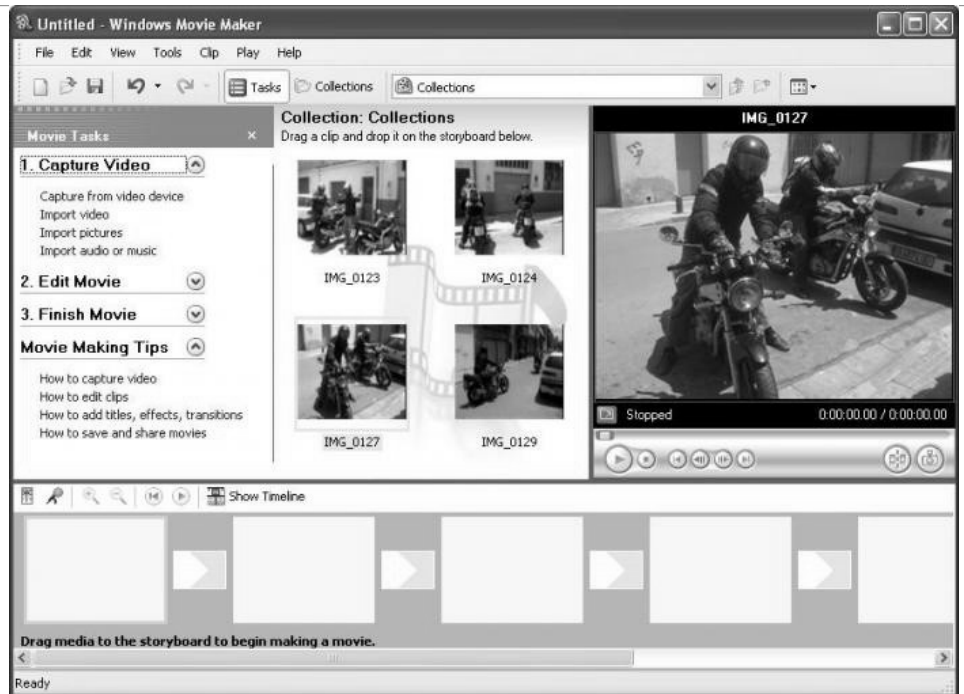 Untitled - Windows Movie Maker
File Edit View Tools Clip Play Help
Tasks Collections Collections
Movie Tasks
1. Capture Video
Capture from video device
Import video
Import pictures
Import audio or music
2. Edit Movie
3. Finish Movie
Movie Making Tips
How to capture video
How to edit clips
How to add titles, effects, transitions
How to save and share movies
Collection: Collections
Drag a clip and drop it on the storyboard below.
IMG_0123 IMG_0124
IMG_0127 IMG_0129
IMG_0127
Stopped 0:00:00.00 / 0:00:00.00
Show Timeline
Drag media to the storyboard to begin making a movie.
Ready